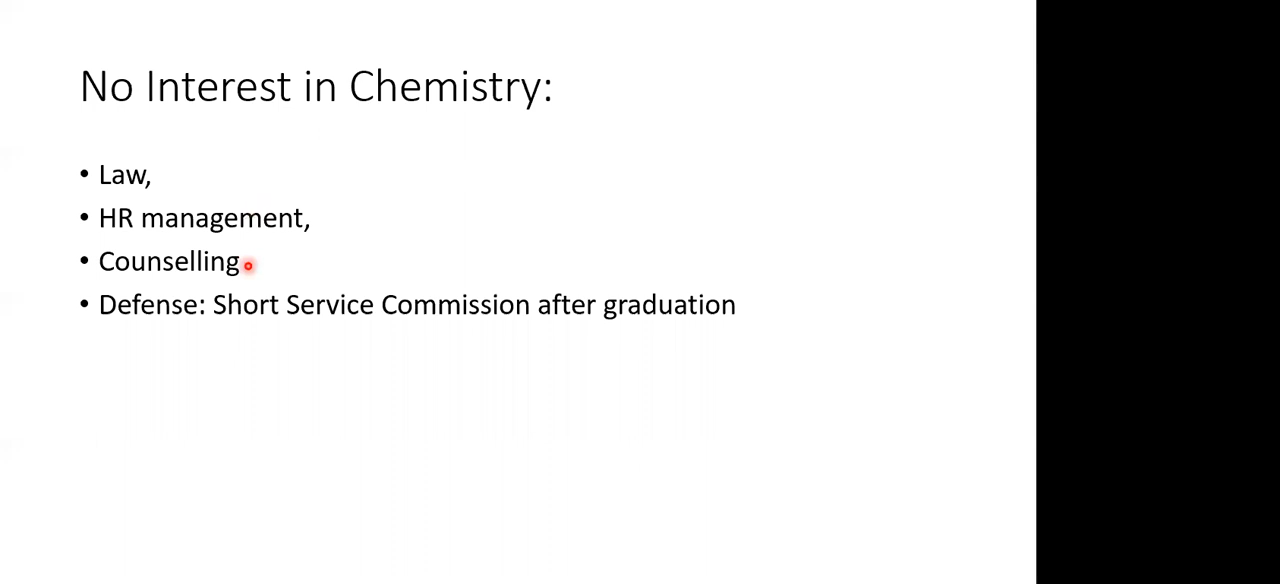 No Interest in Chemistry:
• Law,
• HR management,
• Counselling
• Defense: Short Service Commission after graduation